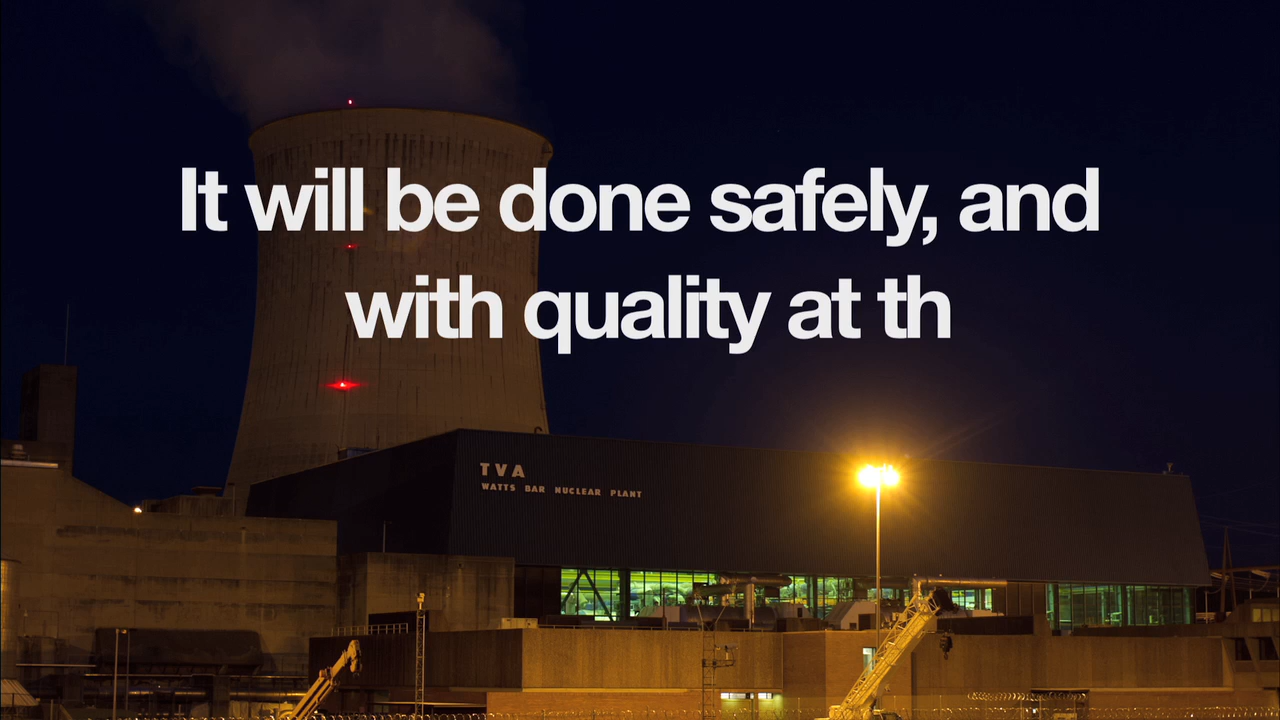 It will be done safely, and
with quality at th
TVA
WATTS BAR NUCLEAR PLANT